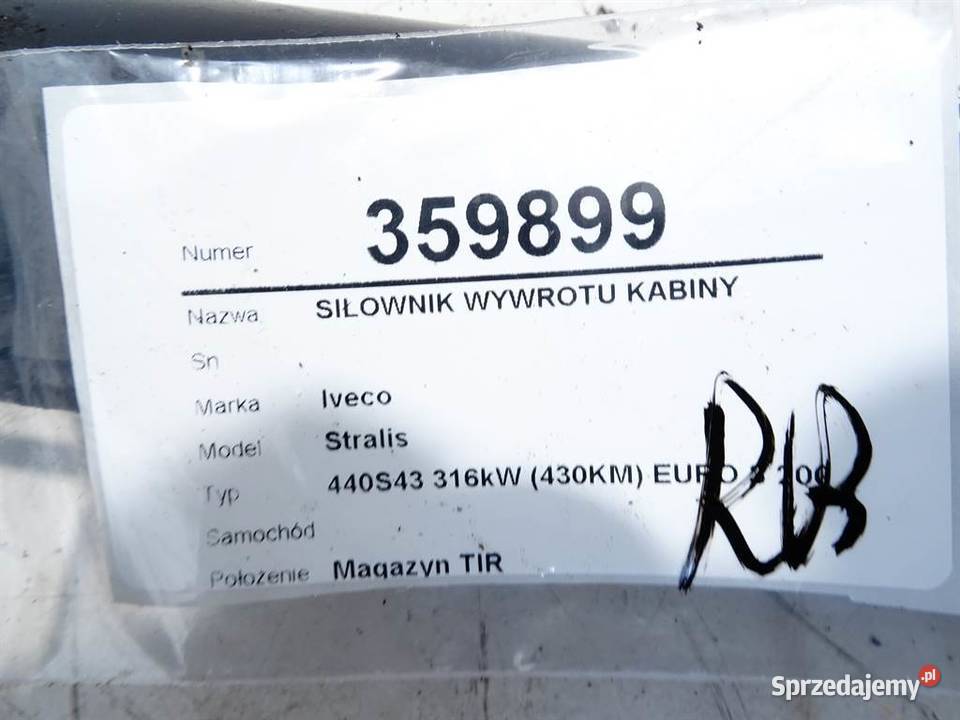 Numer 359899
Nazwa SIŁOWNIK WYWROTU KABINY
Sn
Marka Iveco
Model Stralis
Typ 440S43 316kW (430KM) EURO
Samochód
Położenie Magazyn TIR
Sprzedajemy.pl